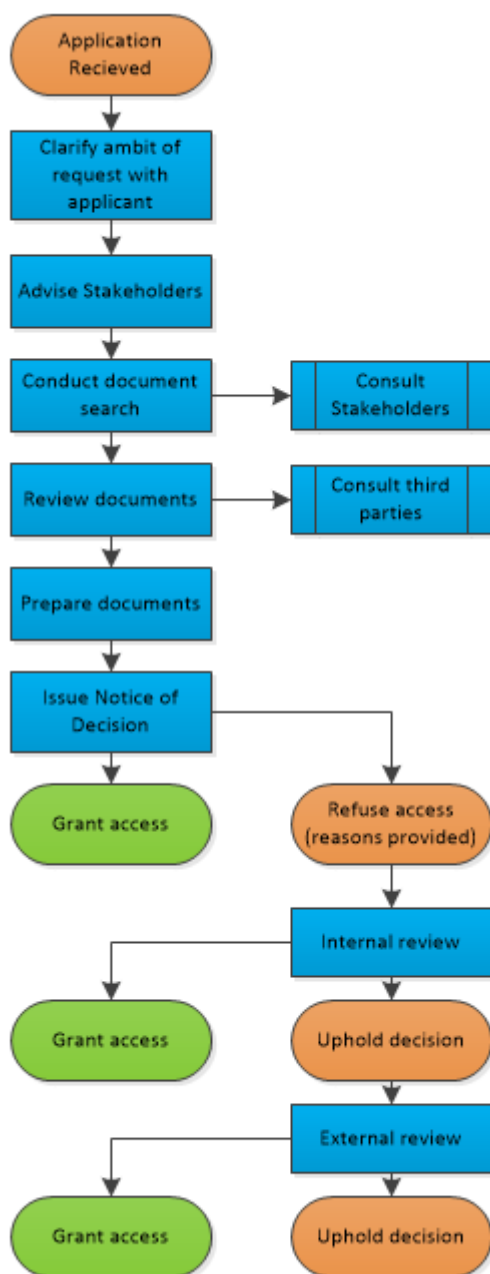 Application
Recieved
Clarify ambit of
request with
applicant
Advise Stakeholders
Conduct document
search
Consult
Stakeholders
Review documents
Consult third
parties
Prepare documents
Issue Notice of
Decision
Grant access
Refuse access
(reasons provided)
Internal review
Grant access
Uphold decision
External review
Grant access
Uphold decision